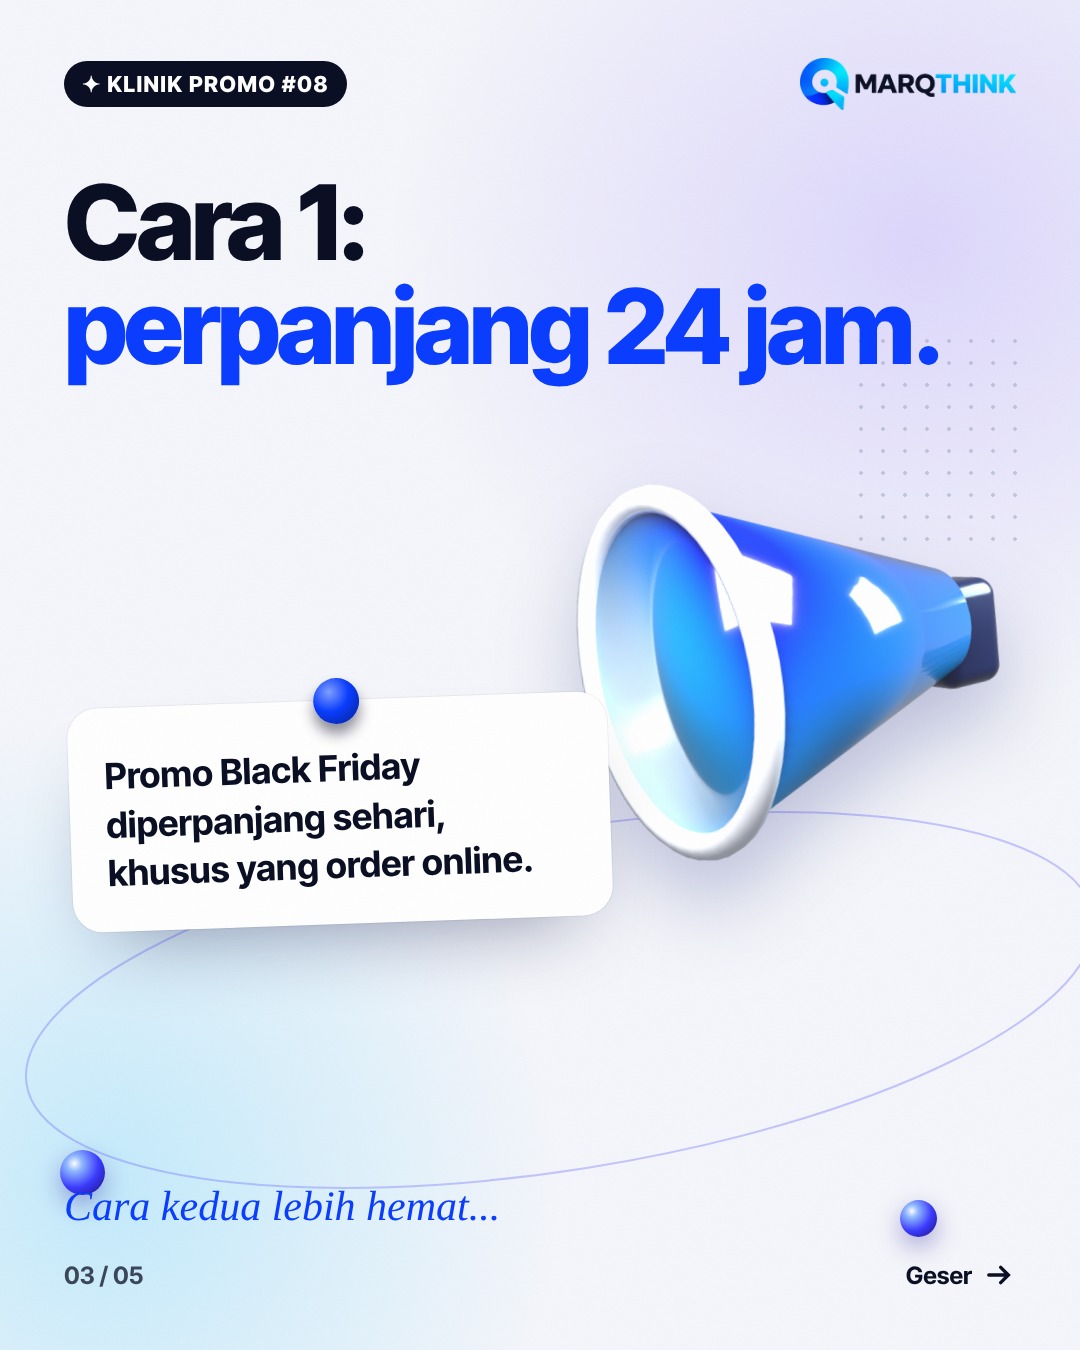 ✦ KLINIK PROMO #08
MARQTHINK
Cara 1:
perpanjang 24 jam.
Promo Black Friday
diperpanjang sehari,
khusus yang order online.
Cara kedua lebih hemat...
03 / 05
Geser →